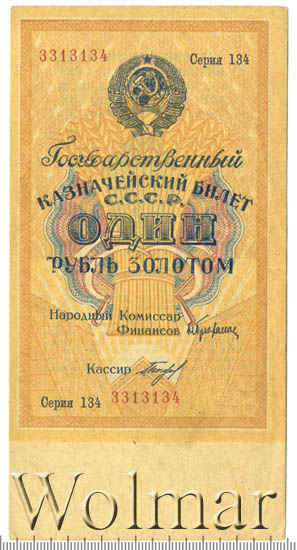 3313134 Серия 134
Государственный
КАЗНАЧЕЙСКИЙ БИЛЕТ
С.С.С.Р.
ОДИН
РУБЛЬ ЗОЛОТОМ
Народный Комиссар
Финансов
Кассир
Серия 134 3313134
Wolmar